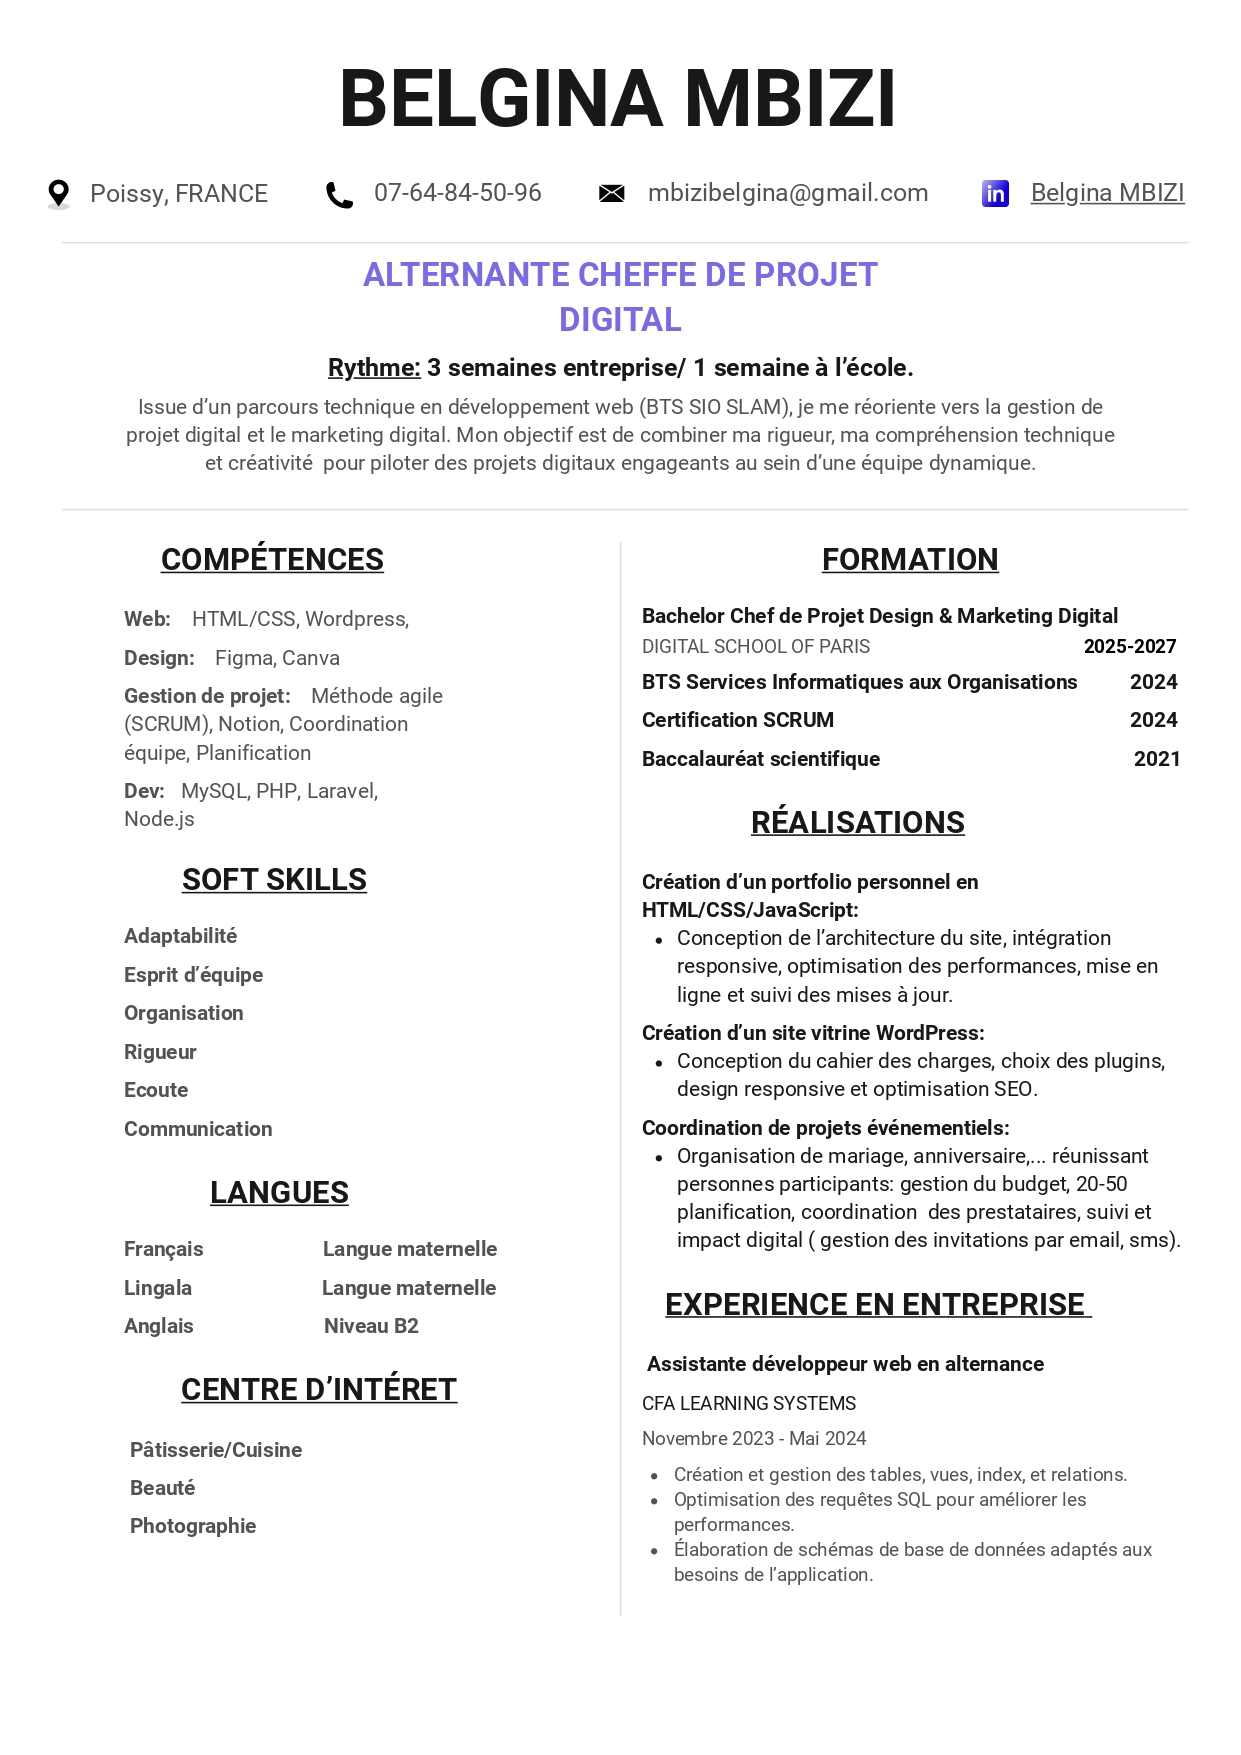 BELGINA MBIZI
Poissy, FRANCE
07-64-84-50-96
mbizibelgina@gmail.com
in
Belgina MBIZI
ALTERNANTE CHEFFE DE PROJET
DIGITAL
Rythme: 3 semaines entreprise/ 1 semaine à l’école.
Issue d’un parcours technique en développement web (BTS SIO SLAM), je me réoriente vers la gestion de
projet digital et le marketing digital. Mon objectif est de combiner ma rigueur, ma compréhension technique
et créativité  pour piloter des projets digitaux engageants au sein d’une équipe dynamique.
COMPÉTENCES
Web: HTML/CSS, Wordpress,
Design: Figma, Canva
Gestion de projet: Méthode agile
(SCRUM), Notion, Coordination
équipe, Planification
Dev: MySQL, PHP, Laravel,
Node.js
SOFT SKILLS
Adaptabilité
Esprit d’équipe
Organisation
Rigueur
Ecoute
Communication
LANGUES
Français Langue maternelle
Lingala Langue maternelle
Anglais Niveau B2
CENTRE D’INTÉRET
Pâtisserie/Cuisine
Beauté
Photographie
FORMATION
Bachelor Chef de Projet Design & Marketing Digital
DIGITAL SCHOOL OF PARIS 2025-2027
BTS Services Informatiques aux Organisations 2024
Certification SCRUM 2024
Baccalauréat scientifique 2021
RÉALISATIONS
Création d’un portfolio personnel en
HTML/CSS/JavaScript:
• Conception de l’architecture du site, intégration
responsive, optimisation des performances, mise en
ligne et suivi des mises à jour.
Création d’un site vitrine WordPress:
• Conception du cahier des charges, choix des plugins,
design responsive et optimisation SEO.
Coordination de projets événementiels:
• Organisation de mariage, anniversaire,... réunissant
personnes participants: gestion du budget, 20-50
planification, coordination  des prestataires, suivi et
impact digital ( gestion des invitations par email, sms).
EXPERIENCE EN ENTREPRISE
Assistante développeur web en alternance
CFA LEARNING SYSTEMS
Novembre 2023 - Mai 2024
• Création et gestion des tables, vues, index, et relations.
• Optimisation des requêtes SQL pour améliorer les
performances.
• Élaboration de schémas de base de données adaptés aux
besoins de l’application.